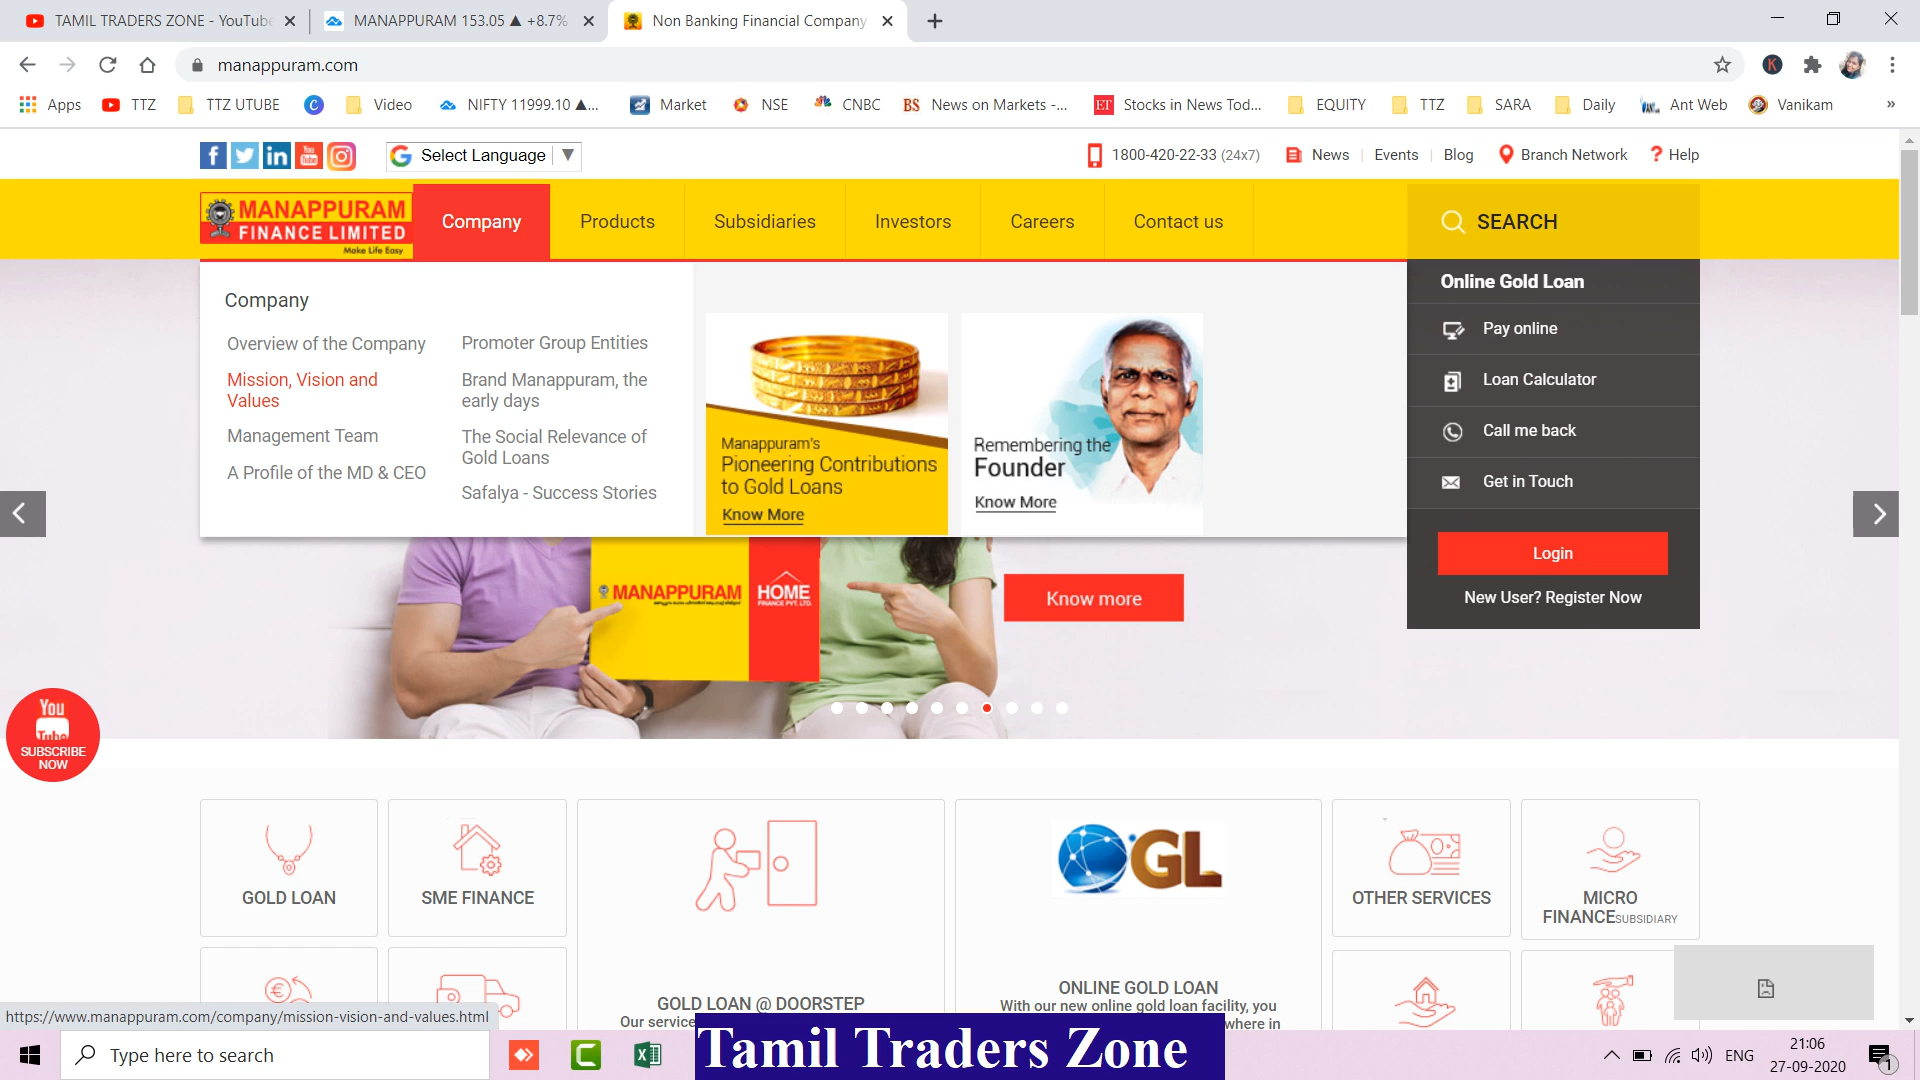 TAMIL TRADERS ZONE - YouTube
MANAPPURAM 153.05 ▲ +8.7%
Non Banking Financial Company
manappuram.com
Apps
TTZ
TTZ UTUBE
Video
NIFTY 11999.10 ▲...
Market
NSE
CNBC
BS News on Markets -...
ET Stocks in News Tod...
EQUITY
TTZ
SARA
Daily
Ant Web
Vanikam
»
Select Language ▼
1800-420-22-33 (24x7)
News
Events
Blog
Branch Network
? Help
MANAPPURAM
FINANCE LIMITED
Make Life Easy
Company
Products
Subsidiaries
Investors
Careers
Contact us
SEARCH
Company
Overview of the Company
Mission, Vision and
Values
Management Team
A Profile of the MD & CEO
Promoter Group Entities
Brand Manappuram, the
early days
The Social Relevance of
Gold Loans
Safalya - Success Stories
Manappuram's
Pioneering Contributions
to Gold Loans
Know More
Remembering the
Founder
Know More
Online Gold Loan
Pay online
Loan Calculator
Call me back
Get in Touch
Login
New User? Register Now
MANAPPURAM
HOME
FINANCE PVT. LTD.
Know more
You
Tube
SUBSCRIBE
NOW
GOLD LOAN
SME FINANCE
GOLD LOAN @ DOORSTEP
Our service
OGL
ONLINE GOLD LOAN
With our new online gold loan facility, you
where in
OTHER SERVICES
MICRO
FINANCESUBSIDIARY
https://www.manappuram.com/company/mission-vision-and-values.html
Type here to search
Tamil Traders Zone
ENG
21:06
27-09-2020
1